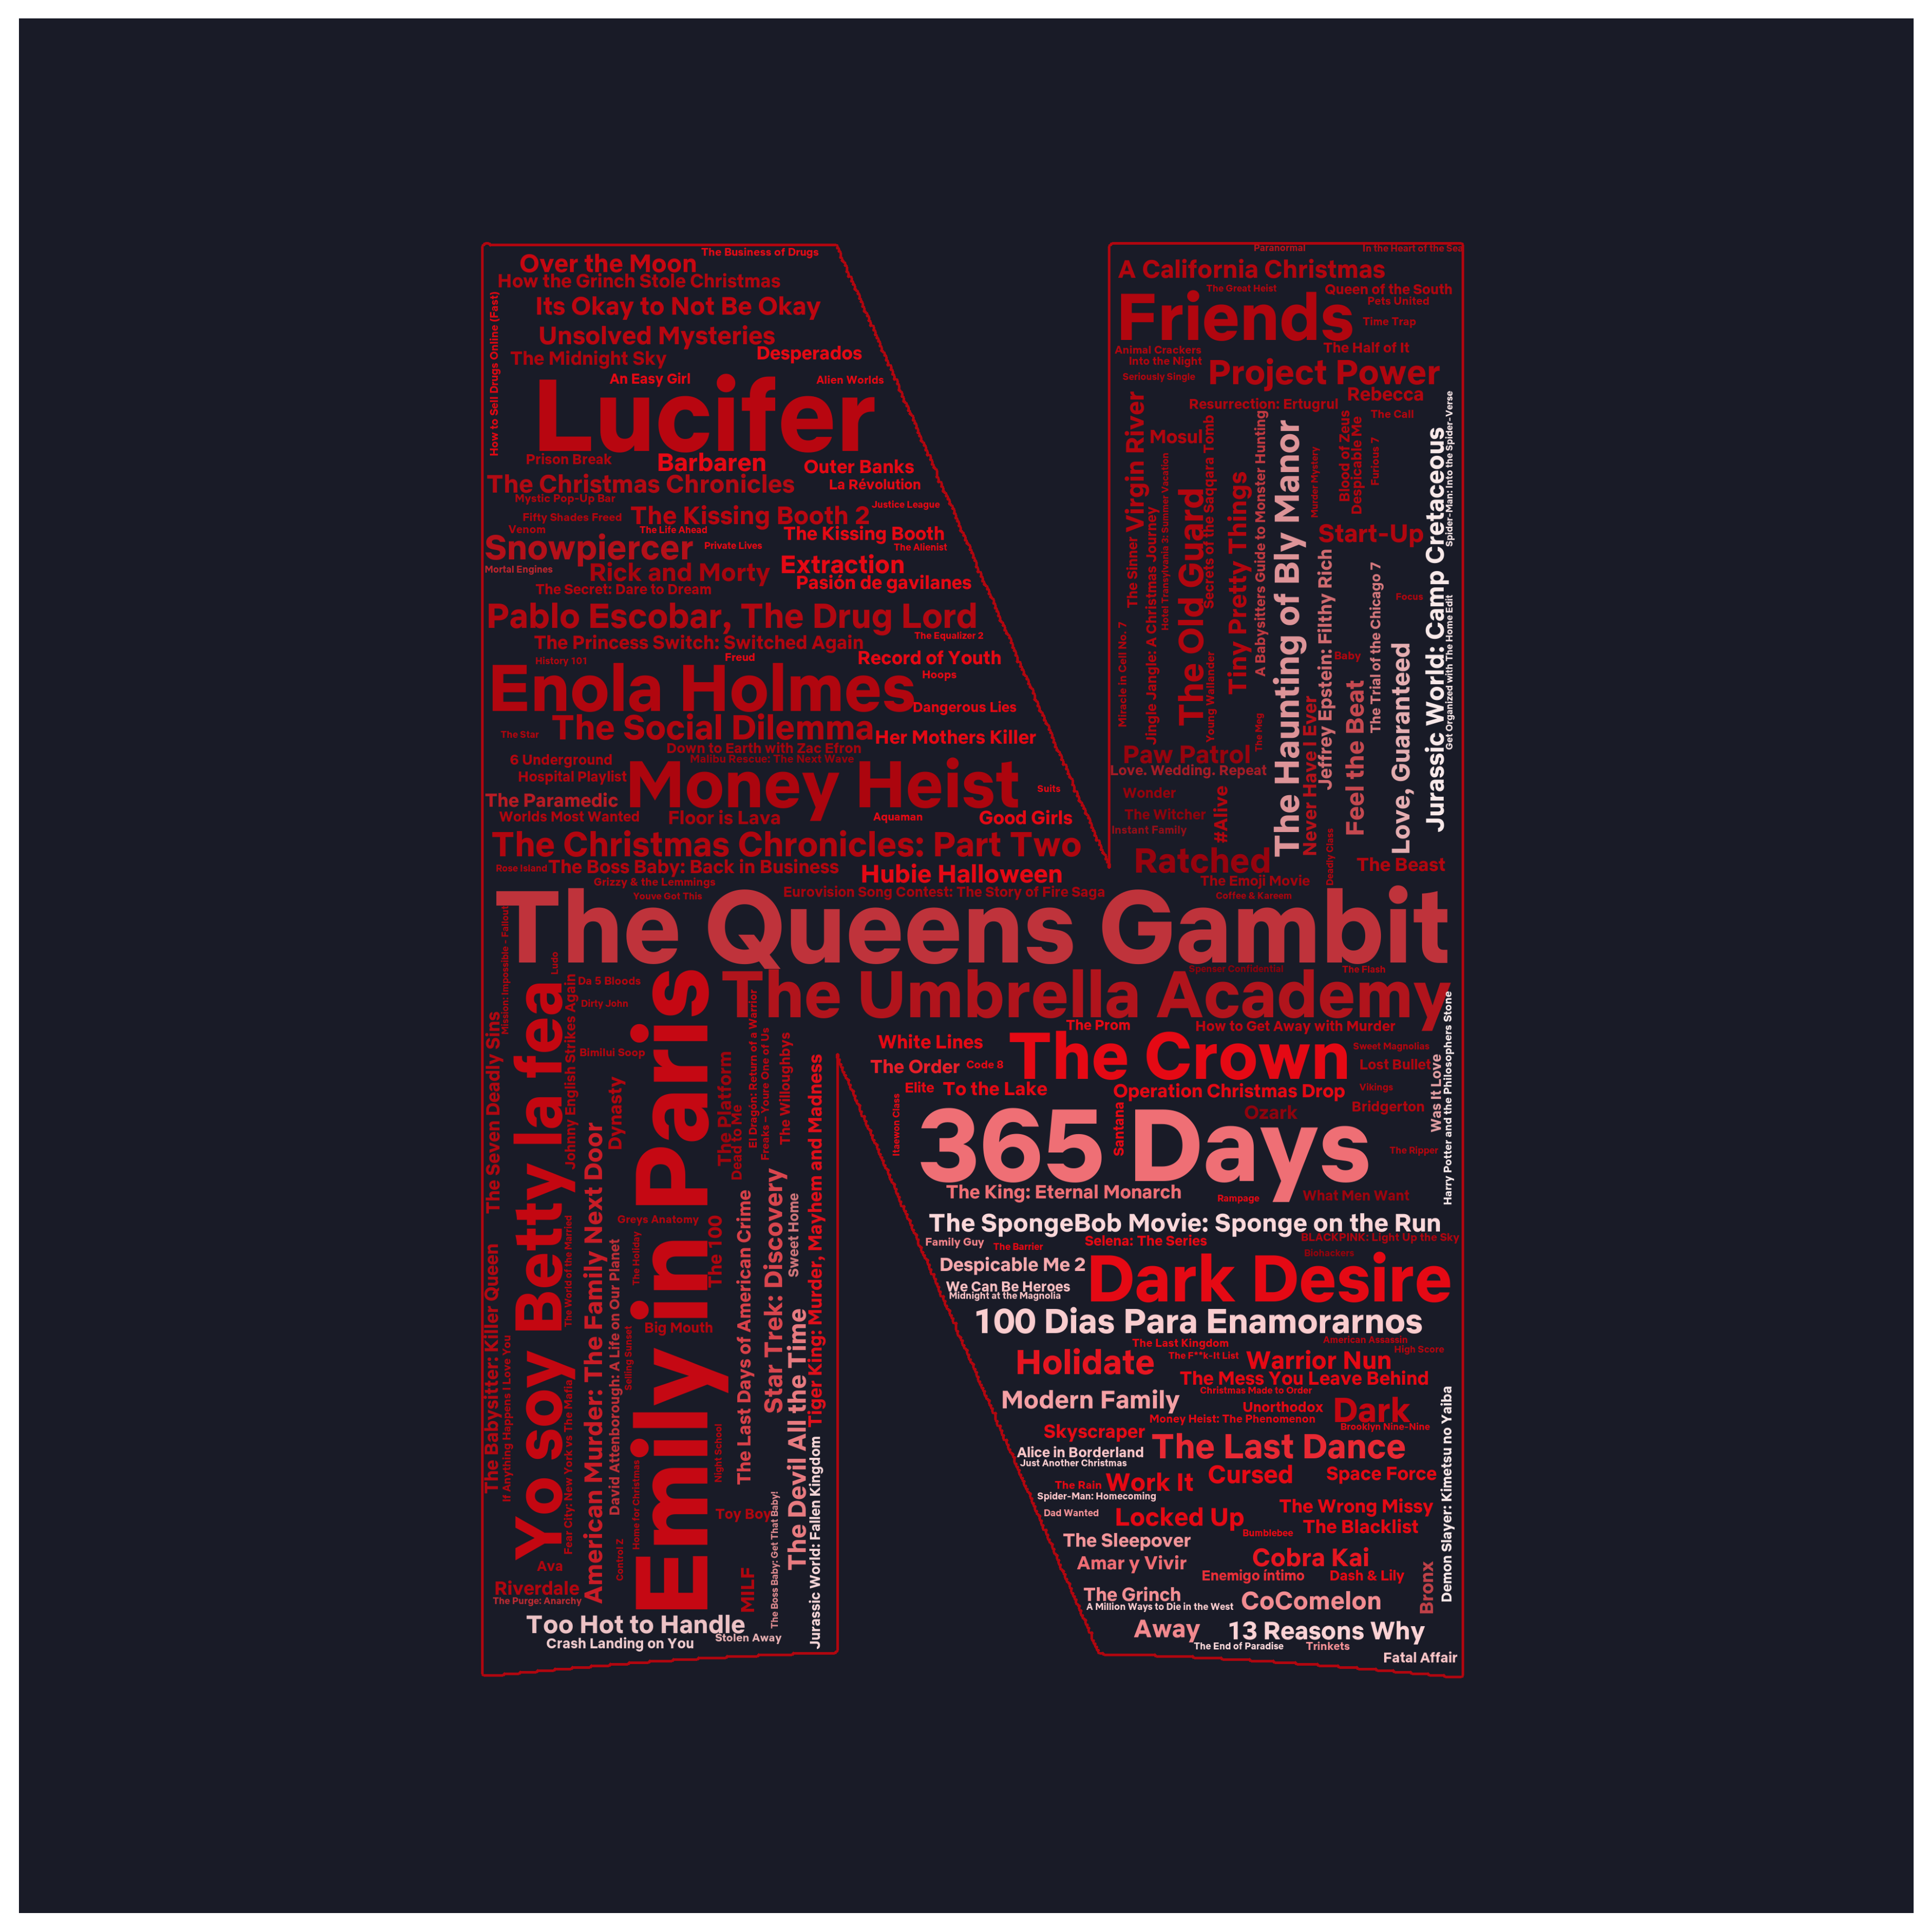 The Business of Drugs
Over the Moon
How the Grinch Stole Christmas
Its Okay to Not Be Okay
Unsolved Mysteries
The Midnight Sky
Desperados
How to Sell Drugs Online (Fast)
An Easy Girl
Alien Worlds
Lucifer
Prison Break
Barbaren
Outer Banks
The Christmas Chronicles
La Révolution
Mystic Pop-Up Bar
Justice League
Fifty Shades Freed
The Kissing Booth 2
Venom
The Life Ahead
The Kissing Booth
Snowpiercer
Private Lives
The Alienist
Mortal Engines
Rick and Morty
Extraction
Pasión de gavilanes
The Secret: Dare to Dream
Pablo Escobar, The Drug Lord
The Princess Switch: Switched Again
The Equalizer 2
History 101
Freud
Record of Youth
Enola Holmes
Hoops
Dangerous Lies
The Star
The Social Dilemma
Her Mothers Killer
Down to Earth with Zac Efron
6 Underground
Malibu Rescue: The Next Wave
Hospital Playlist
Money Heist
Suits
The Paramedic
Worlds Most Wanted
Floor is Lava
Aquaman
Good Girls
The Christmas Chronicles: Part Two
Rose Island
The Boss Baby: Back in Business
Hubie Halloween
Grizzy & the Lemmings
Youve Got This
Eurovision Song Contest: The Story of Fire Saga
Paranormal
In the Heart of the Sea
A California Christmas
The Great Heist
Queen of the South
Pets United
Friends
Time Trap
Animal Crackers
The Half of It
Into the Night
Seriously Single
Project Power
Rebecca
Resurrection: Ertugrul
The Call
Virgin River
Mosul
The Sinner
Hotel Transylvania 3: Summer Vacation
Jingle Jangle: A Christmas Journey
Miracle in Cell No. 7
The Old Guard
Secrets of the Saqqara Tomb
Young Wallander
Tiny Pretty Things
A Babysitters Guide to Monster Hunting
The Meg
The Haunting of Bly Manor
Murder Mystery
Blood of Zeus
Despicable Me
Furious 7
Start-Up
Jeffrey Epstein: Filthy Rich
Never Have I Ever
Baby
Feel the Beat
The Trial of the Chicago 7
Focus
Love, Guaranteed
Jurassic World: Camp Cretaceous
Spider-Man: Into the Spider-Verse
Get Organized with The Home Edit
Paw Patrol
Love. Wedding. Repeat
Wonder
The Witcher
Instant Family
#Alive
Ratched
Deadly Class
The Beast
The Emoji Movie
Coffee & Kareem
The Queens Gambit
Mission: Impossible - Fallout
Ludo
Spenser Confidential
The Flash
The Umbrella Academy
Da 5 Bloods
Dirty John
Bimilui Soop
The Seven Deadly Sins
Yo soy Betty la fea
Johnny English Strikes Again
Dynasty
Emily in Paris
The Platform
Dead to Me
El Dragón: Return of a Warrior
Freaks – Youre One of Us
The Willoughbys
Tiger King: Murder, Mayhem and Madness
American Murder: The Family Next Door
Greys Anatomy
The Holiday
The 100
The World of the Married
David Attenborough: A Life on Our Planet
Selling Sunset
Big Mouth
The Last Days of American Crime
Star Trek: Discovery
Sweet Home
The Devil All the Time
The Babysitter: Killer Queen
If Anything Happens I Love You
Fear City: New York vs The Mafia
Home for Christmas
Control Z
Night School
Toy Boy
The Boss Baby: Get That Baby!
Jurassic World: Fallen Kingdom
MILF
Ava
Riverdale
The Purge: Anarchy
Too Hot to Handle
Stolen Away
Crash Landing on You
The Prom
How to Get Away with Murder
White Lines
The Crown
Sweet Magnolias
The Order
Code 8
Lost Bullet
Was It Love
Harry Potter and the Philosophers Stone
Elite
To the Lake
Operation Christmas Drop
Vikings
Itaewon Class
Santana
Ozark
Bridgerton
365 Days
The Ripper
The King: Eternal Monarch
Rampage
What Men Want
The SpongeBob Movie: Sponge on the Run
Family Guy
The Barrier
Selena: The Series
BLACKPINK: Light Up the Sky
Biohackers
Despicable Me 2
Dark Desire
We Can Be Heroes
Midnight at the Magnolia
100 Dias Para Enamorarnos
The Last Kingdom
American Assassin
High Score
Holidate
The F**k-It List
Warrior Nun
The Mess You Leave Behind
Christmas Made to Order
Modern Family
Unorthodox
Dark
Money Heist: The Phenomenon
Brooklyn Nine-Nine
Skyscraper
Alice in Borderland
The Last Dance
Just Another Christmas
Demon Slayer: Kimetsu no Yaiba
The Rain
Work It
Cursed
Space Force
Spider-Man: Homecoming
Dad Wanted
Locked Up
The Wrong Missy
Bumblebee
The Blacklist
The Sleepover
Amar y Vivir
Cobra Kai
Enemigo íntimo
Dash & Lily
Bronx
The Grinch
A Million Ways to Die in the West
CoComelon
Away
13 Reasons Why
The End of Paradise
Trinkets
Fatal Affair